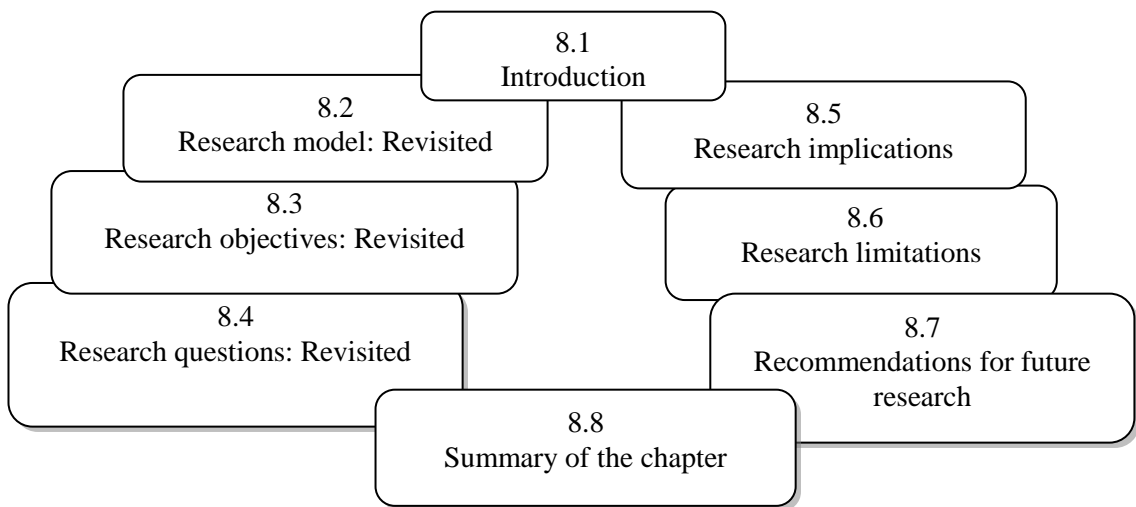 8.1
Introduction
8.2
Research model: Revisited
8.3
Research objectives: Revisited
8.4
Research questions: Revisited
8.5
Research implications
8.6
Research limitations
8.7
Recommendations for future
research
8.8
Summary of the chapter